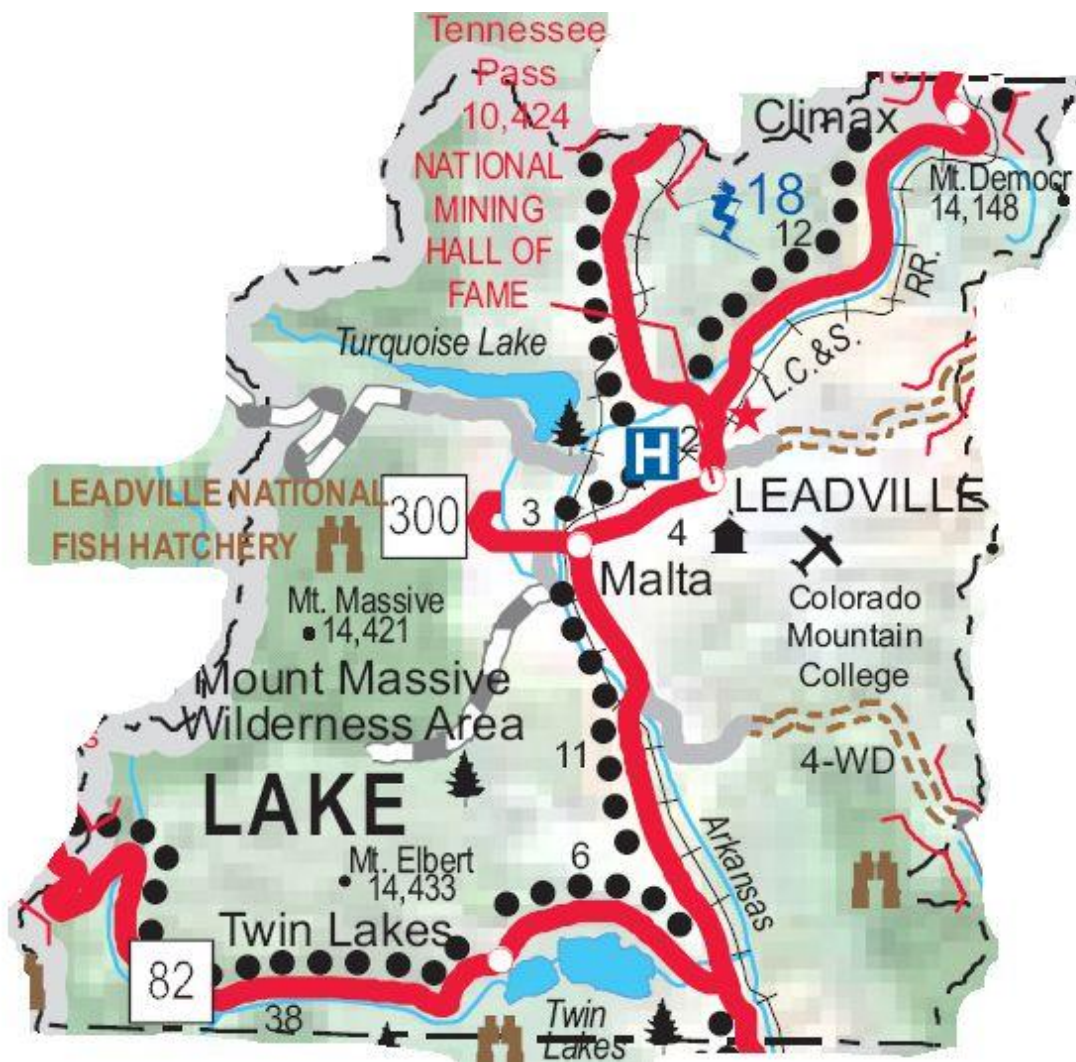 Tennessee
Pass
10,424
Climax
NATIONAL
MINING
HALL OF
FAME
18
12
Mt. Democr
14,148
RR.
L.C.&S.
Turquoise Lake
H
2
LEADVILLE
LEADVILLE NATIONAL
FISH HATCHERY
300
3
4
Malta
Mt. Massive
14,421
Colorado
Mountain
College
Mount Massive
Wilderness Area
11
4-WD
LAKE
Arkansas
6
Mt. Elbert
14,433
Twin Lakes
82
38
Twin
Lakes